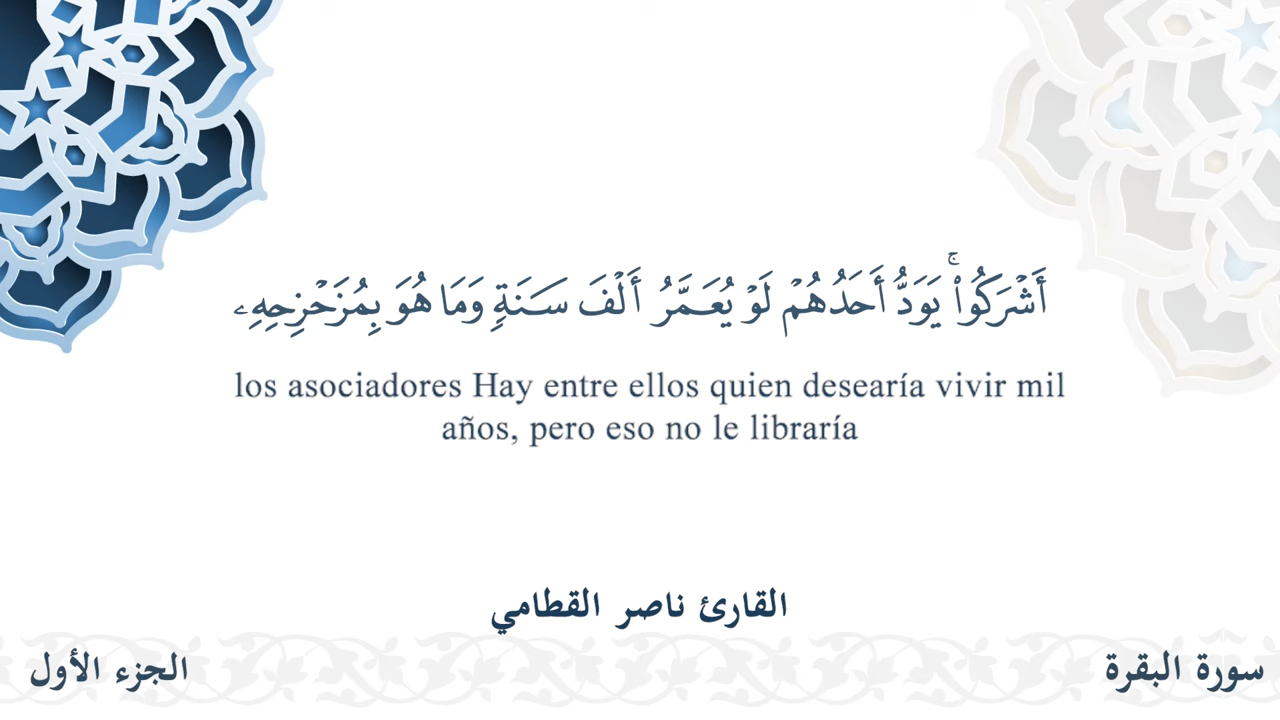 أَشْرَكُوا۟ ۚ يَوَدُّ أَحَدُهُمْ لَوْ يُعَمَّرُ أَلْفَ سَنَةٍ وَمَا هُوَ بِمُزَحْزِحِهِۦ
los asociadores Hay entre ellos quien desearía vivir mil
años, pero eso no le libraría
القارئ ناصر القطامي
سورة البقرة
الجزء الأول